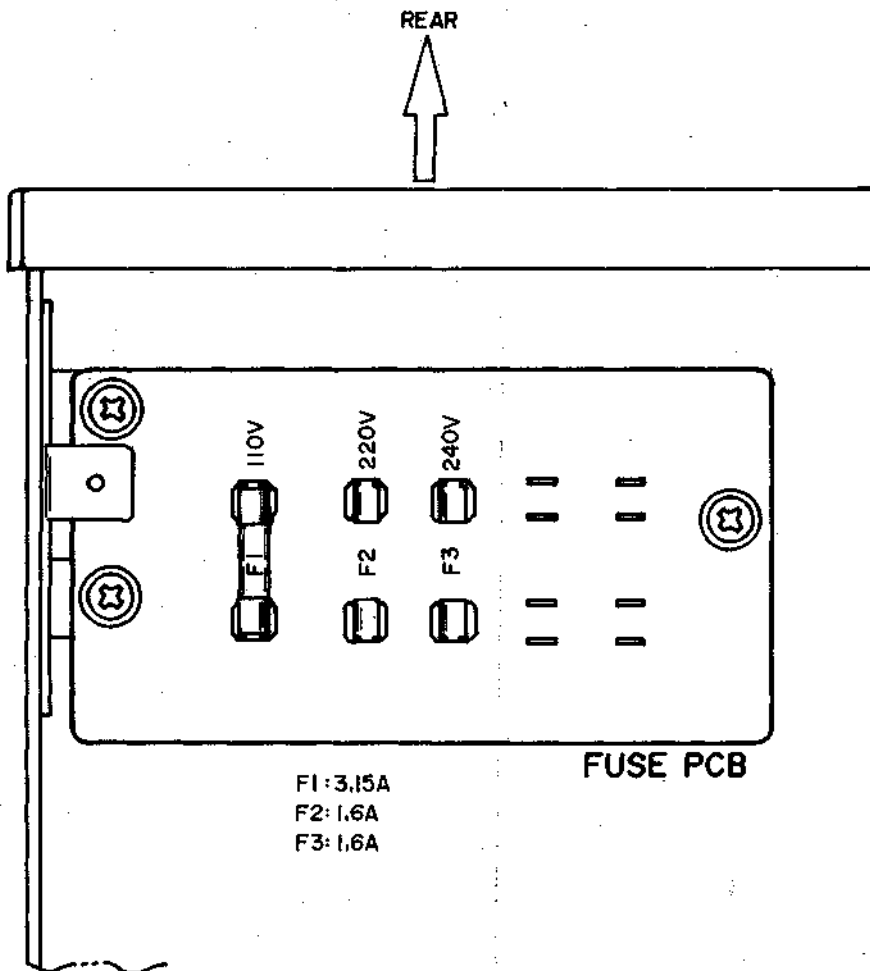 REAR
110V
220V
240V
F1
F2
F3
FUSE PCB
F1:3.15A
F2:1.6A
F3:1.6A